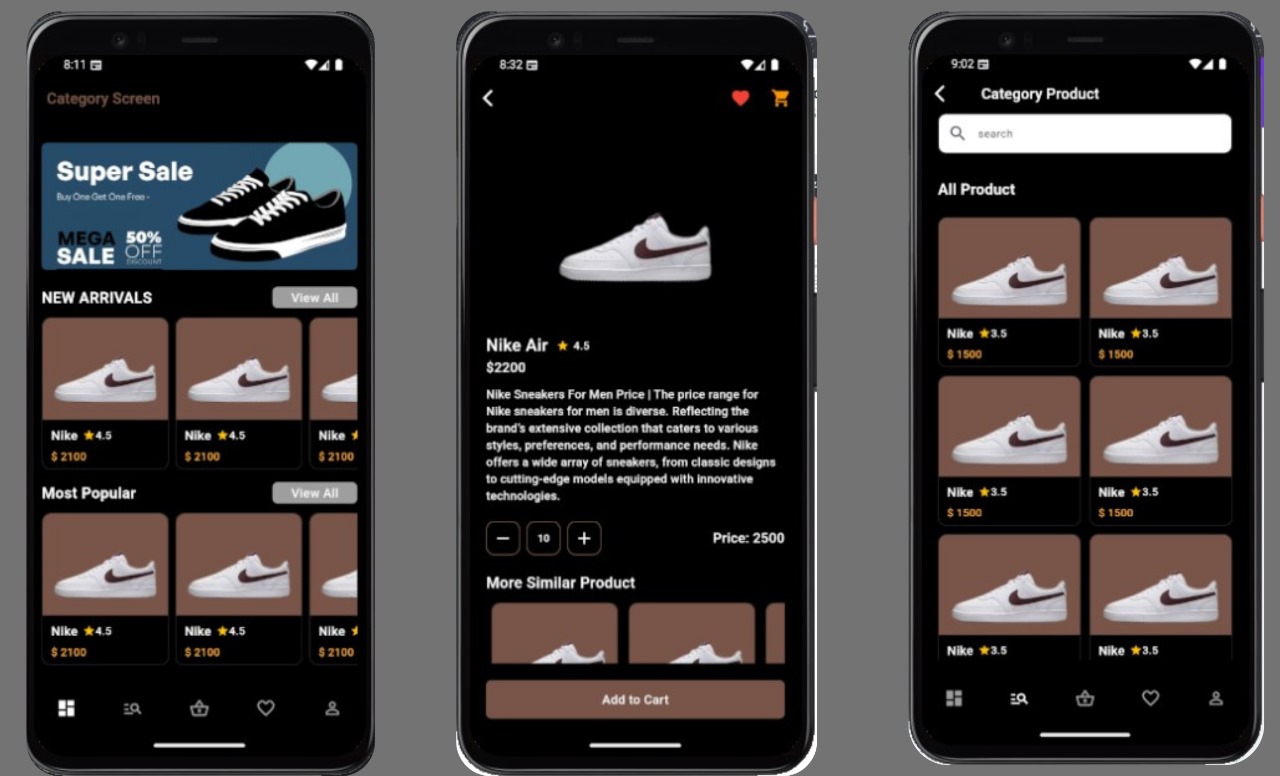 8:11
Category Screen
Super Sale
Buy One Get One Free -
MEGA
SALE
50%
OFF
DISCOUNT
NEW ARRIVALS
View All
Nike 4.5
$ 2100
Nike 4.5
$ 2100
Nike
$ 2100
Most Popular
View All
Nike 4.5
$ 2100
Nike 4.5
$ 2100
Nike
$ 2100
8:32
Nike Air 4.5
$2200
Nike Sneakers For Men Price | The price range for
Nike sneakers for men is diverse. Reflecting the
brand's extensive collection that caters to various
styles, preferences, and performance needs. Nike
offers a wide array of sneakers, from classic designs
to cutting-edge models equipped with innovative
technologies.
− 10 +
Price: 2500
More Similar Product
Add to Cart
9:02
Category Product
search
All Product
Nike 3.5
$ 1500
Nike 3.5
$ 1500
Nike 3.5
$ 1500
Nike 3.5
$ 1500
Nike 3.5
Nike 3.5